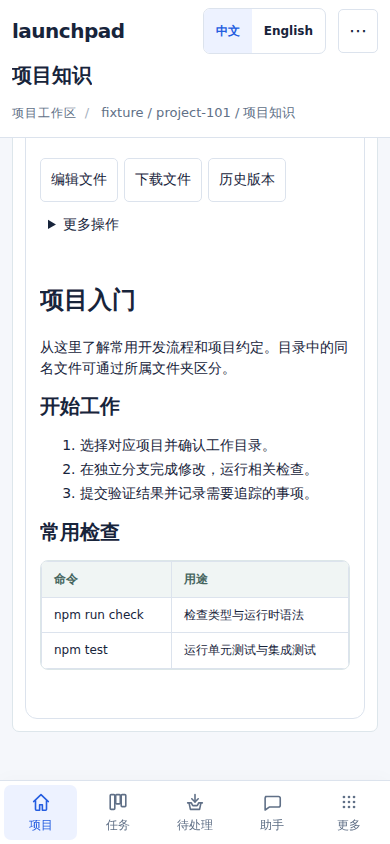 launchpad
中文 English ⋯
项目知识
项目工作区 / fixture / project-101 / 项目知识
编辑文件 下载文件 历史版本
▶ 更多操作
项目入门
从这里了解常用开发流程和项目约定。目录中的同
名文件可通过所属文件夹区分。
开始工作
1. 选择对应项目并确认工作目录。
2. 在独立分支完成修改，运行相关检查。
3. 提交验证结果并记录需要追踪的事项。
常用检查
命令 用途
npm run check 检查类型与运行时语法
npm test 运行单元测试与集成测试
项目 任务 待处理 助手 更多